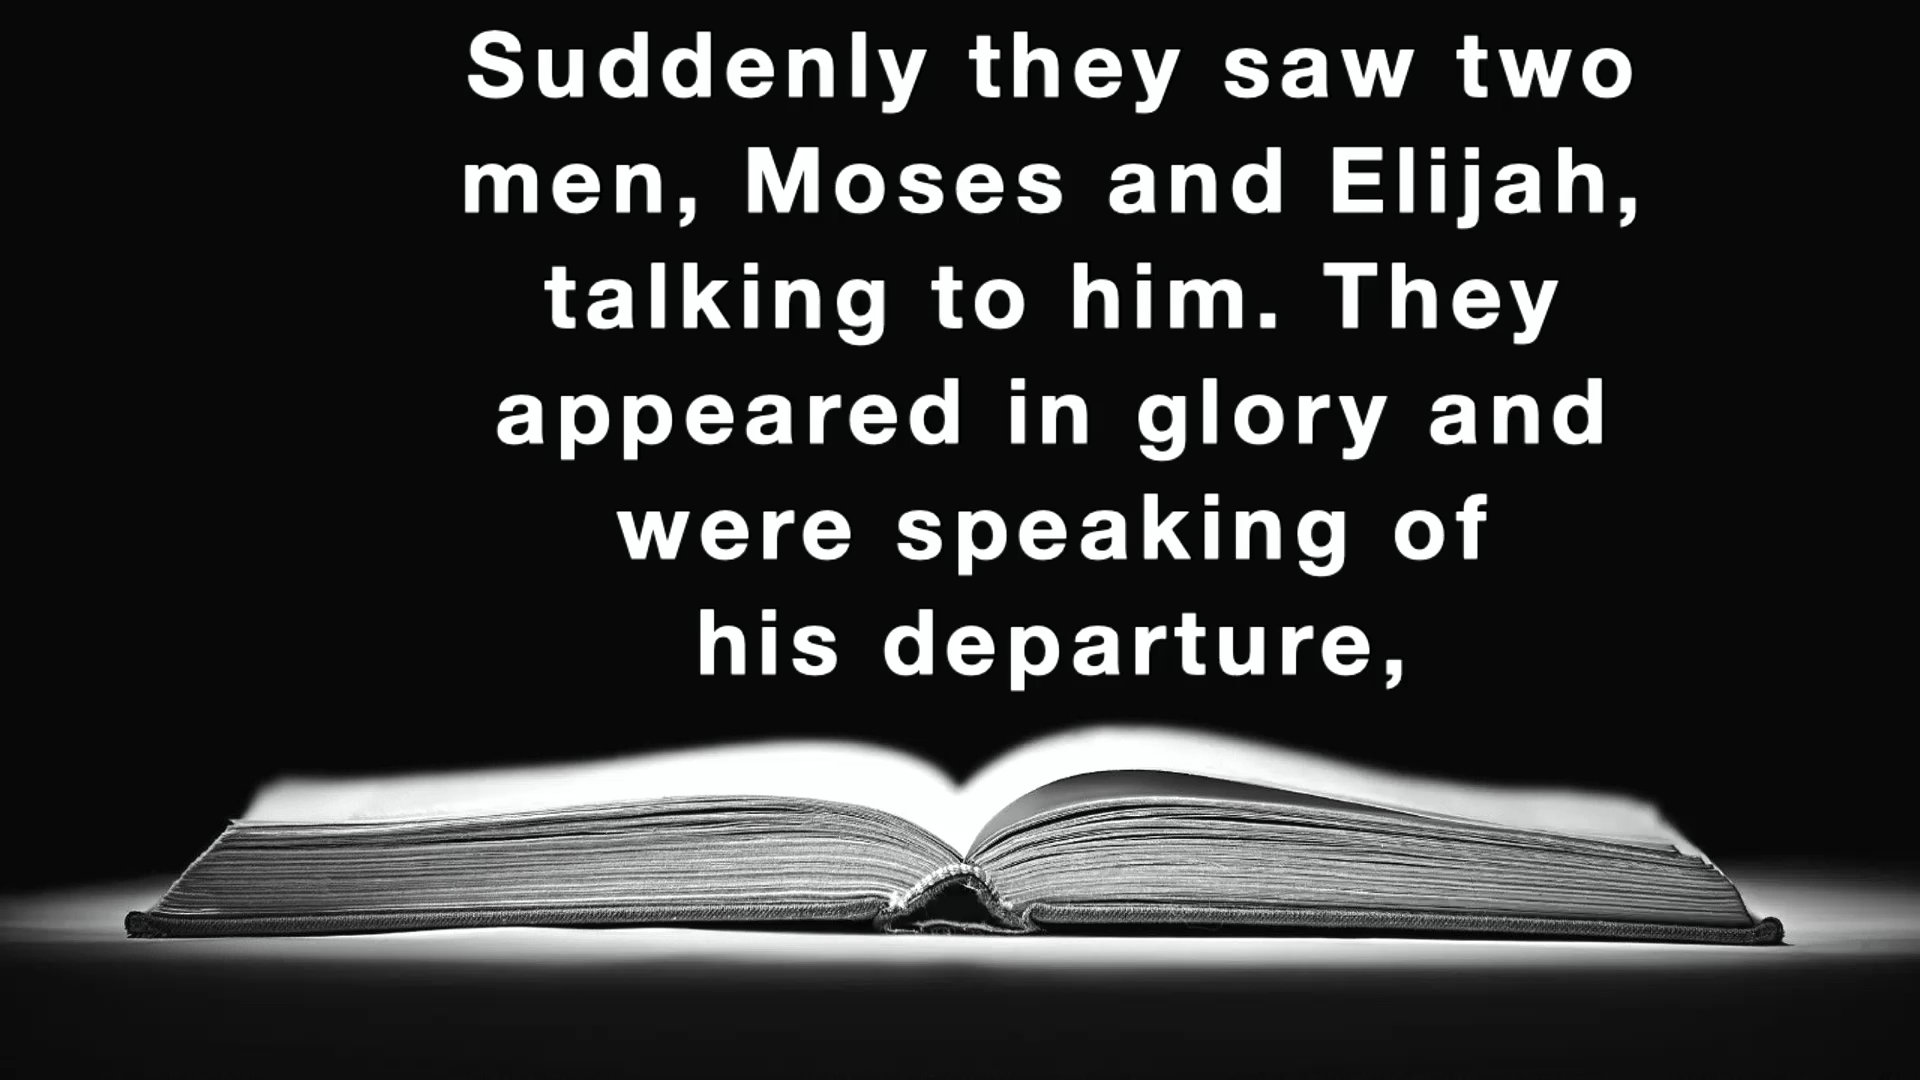 Suddenly they saw two
men, Moses and Elijah,
talking to him. They
appeared in glory and
were speaking of
his departure,